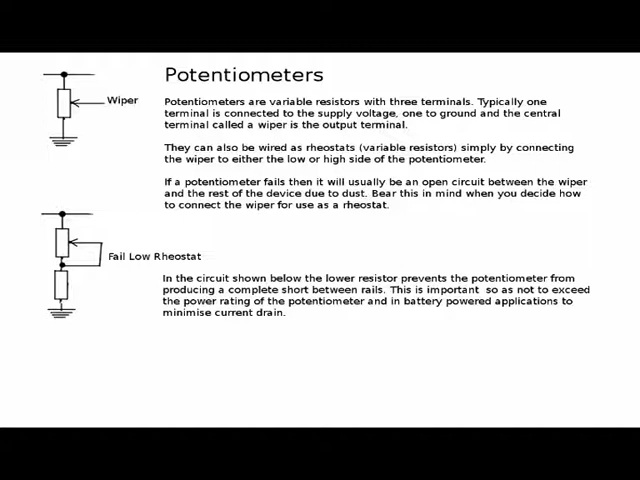 Potentiometers
Wiper
Potentiometers are variable resistors with three terminals. Typically one
terminal is connected to the supply voltage, one to ground and the central
terminal called a wiper is the output terminal.
They can also be wired as rheostats (variable resistors) simply by connecting
the wiper to either the low or high side of the potentiometer.
If a potentiometer fails then it will usually be an open circuit between the wiper
and the rest of the device due to dust. Bear this in mind when you decide how
to connect the wiper for use as a rheostat.
Fail Low Rheostat
In the circuit shown below the lower resistor prevents the potentiometer from
producing a complete short between rails. This is important so as not to exceed
the power rating of the potentiometer and in battery powered applications to
minimise current drain.